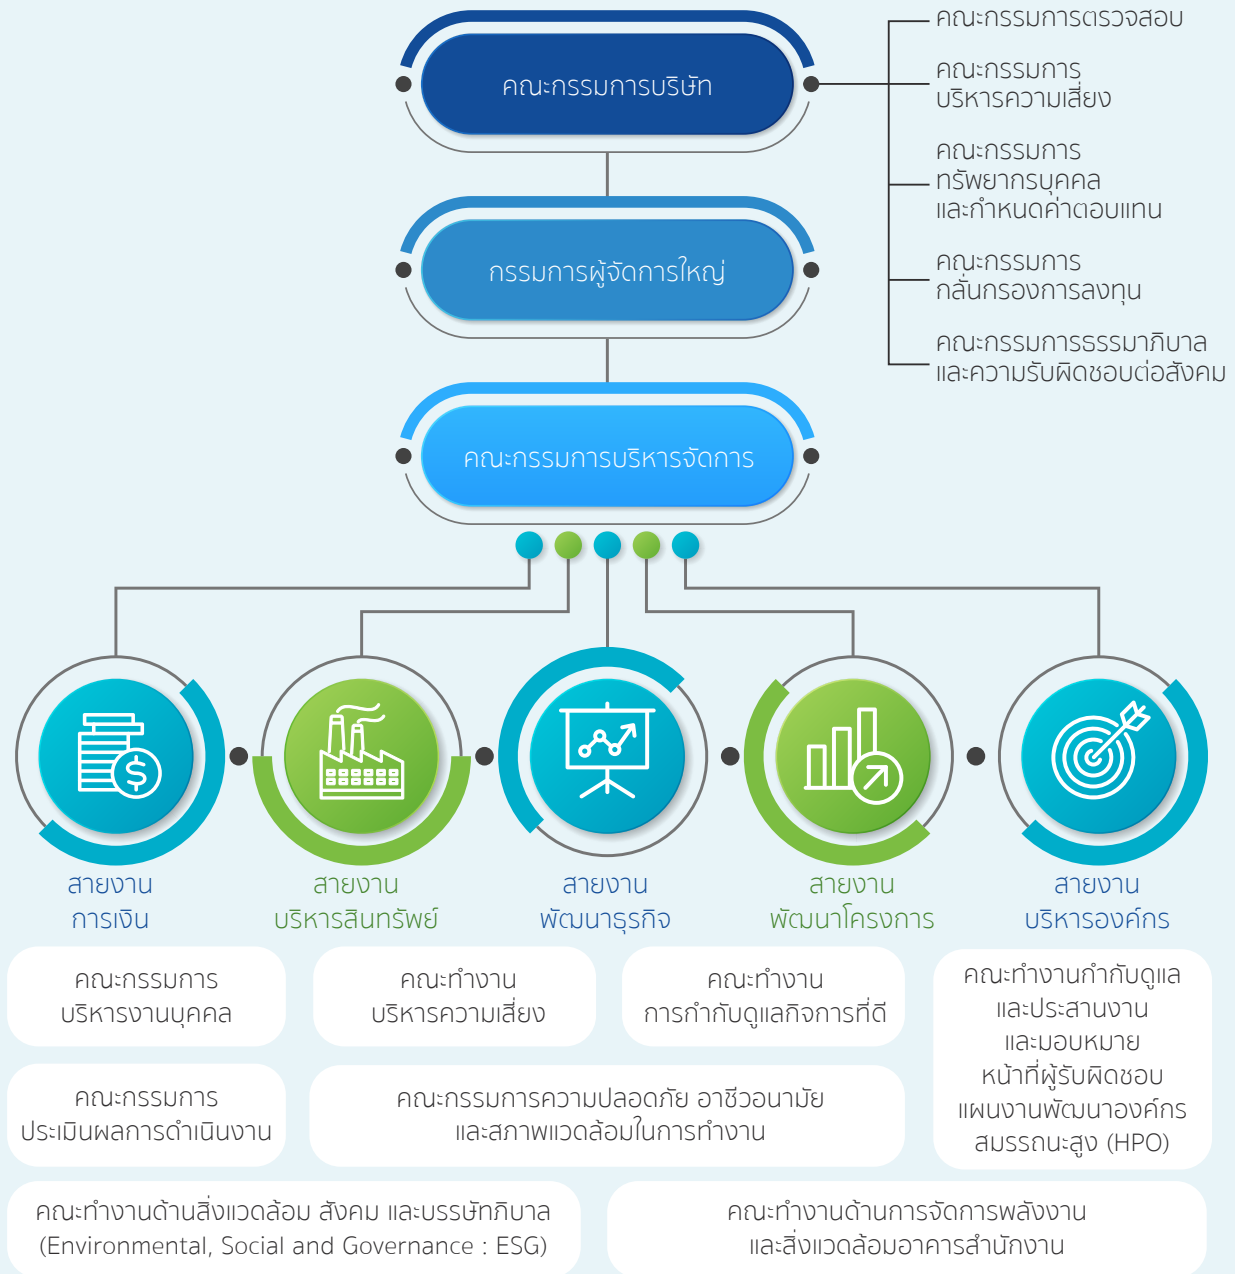 คณะกรรมการบริษัท
คณะกรรมการตรวจสอบ
คณะกรรมการ
บริหารความเสี่ยง
คณะกรรมการ
ทรัพยากรบุคคล
และกำหนดค่าตอบแทน
คณะกรรมการ
กลั่นกรองการลงทุน
คณะกรรมการธรรมาภิบาล
และความรับผิดชอบต่อสังคม
กรรมการผู้จัดการใหญ่
คณะกรรมการบริหารจัดการ
สายงาน
การเงิน
สายงาน
บริหารสินทรัพย์
สายงาน
พัฒนาธุรกิจ
สายงาน
พัฒนาโครงการ
สายงาน
บริหารองค์กร
คณะกรรมการ
บริหารงานบุคคล
คณะทำงาน
บริหารความเสี่ยง
คณะทำงาน
การกำกับดูแลกิจการที่ดี
คณะทำงานกำกับดูแล
และประสานงาน
และมอบหมาย
หน้าที่ผู้รับผิดชอบ
แผนงานพัฒนาองค์กร
สมรรถนะสูง (HPO)
คณะกรรมการ
ประเมินผลการดำเนินงาน
คณะกรรมการความปลอดภัย อาชีวอนามัย
และสภาพแวดล้อมในการทำงาน
คณะทำงานด้านสิ่งแวดล้อม สังคม และบรรษัทภิบาล
(Environmental, Social and Governance : ESG)
คณะทำงานด้านการจัดการพลังงาน
และสิ่งแวดล้อมอาคารสำนักงาน